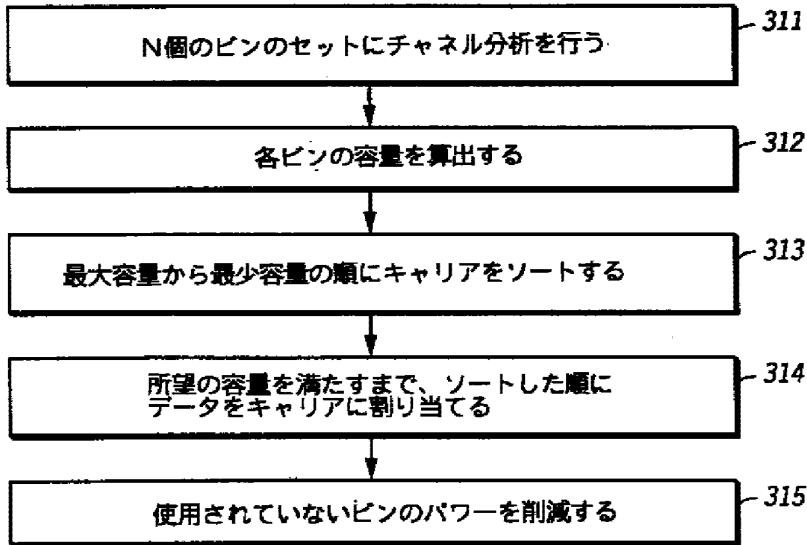 N個のビンのセットにチャネル分析を行う
311
各ビンの容量を算出する
312
最大容量から最少容量の順にキャリアをソートする
313
所望の容量を満たすまで、ソートした順に
データをキャリアに割り当てる
314
使用されていないビンのパワーを削減する
315